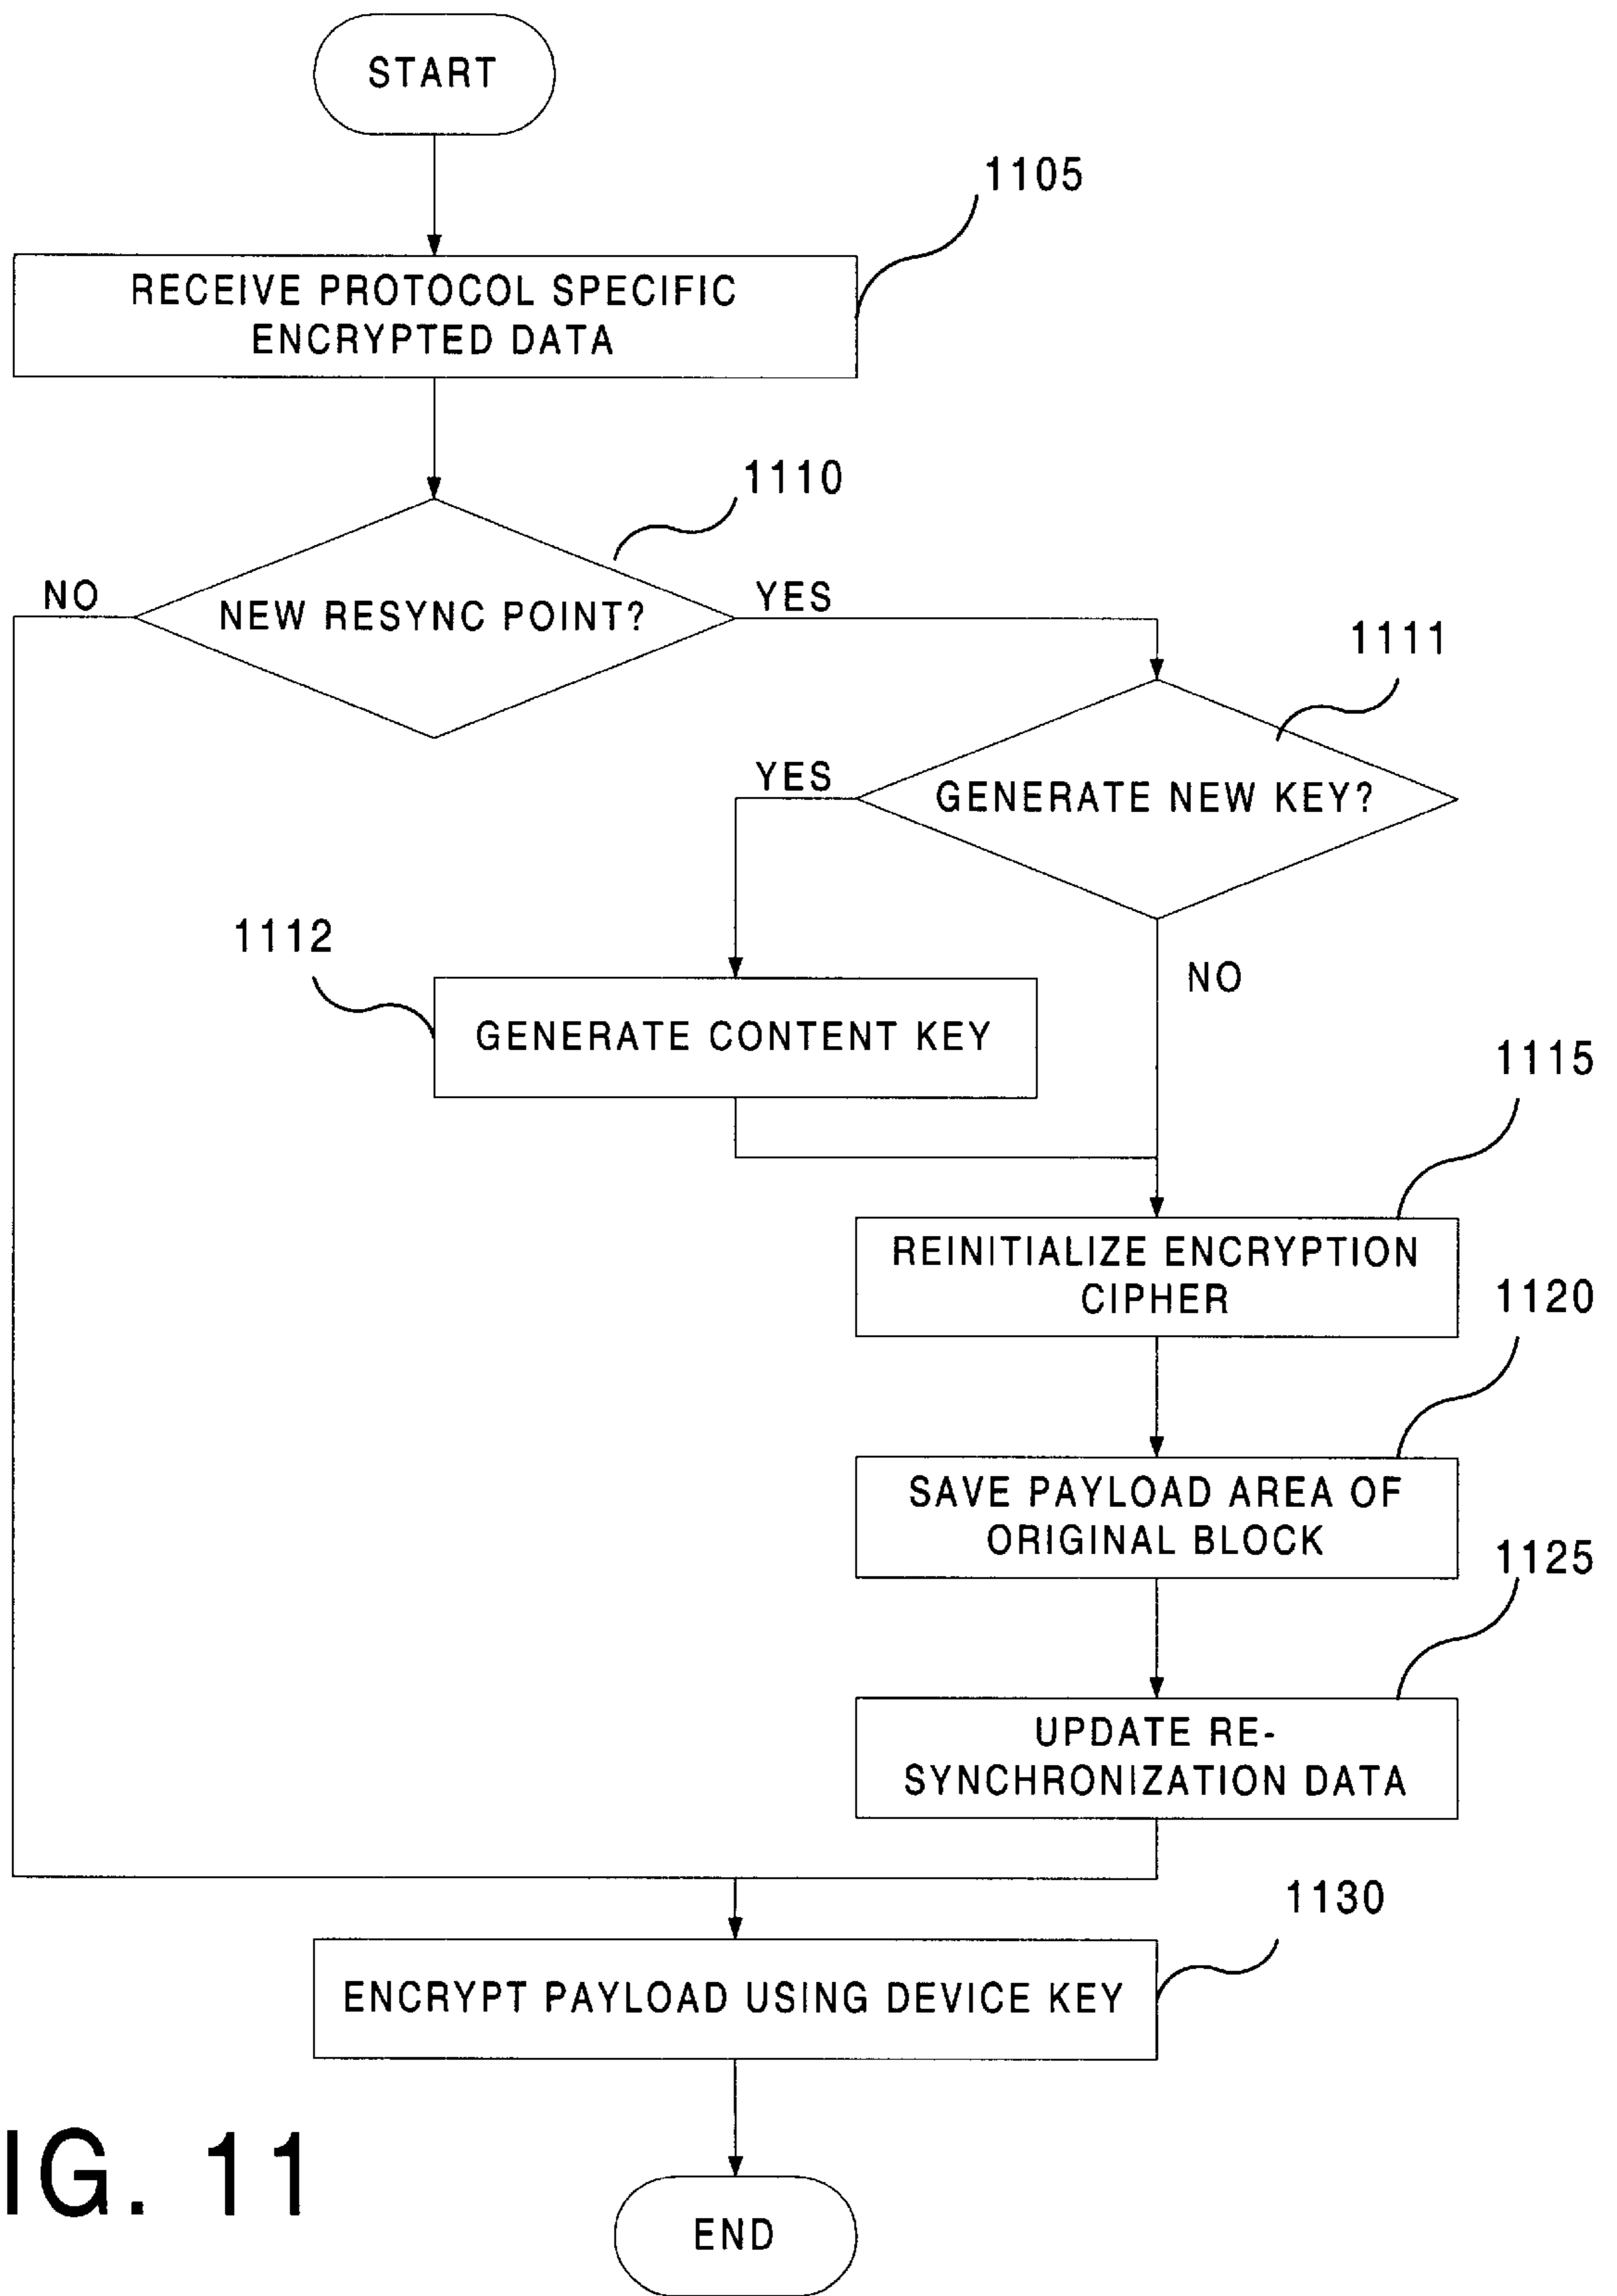 START
1105
RECEIVE PROTOCOL SPECIFIC
ENCRYPTED DATA
1110
NO
NEW RESYNC POINT?
YES
1111
YES
GENERATE NEW KEY?
1112
NO
GENERATE CONTENT KEY
1115
REINITIALIZE ENCRYPTION
CIPHER
1120
SAVE PAYLOAD AREA OF
ORIGINAL BLOCK
1125
UPDATE RE-
SYNCHRONIZATION DATA
1130
ENCRYPT PAYLOAD USING DEVICE KEY
IG. 11
END